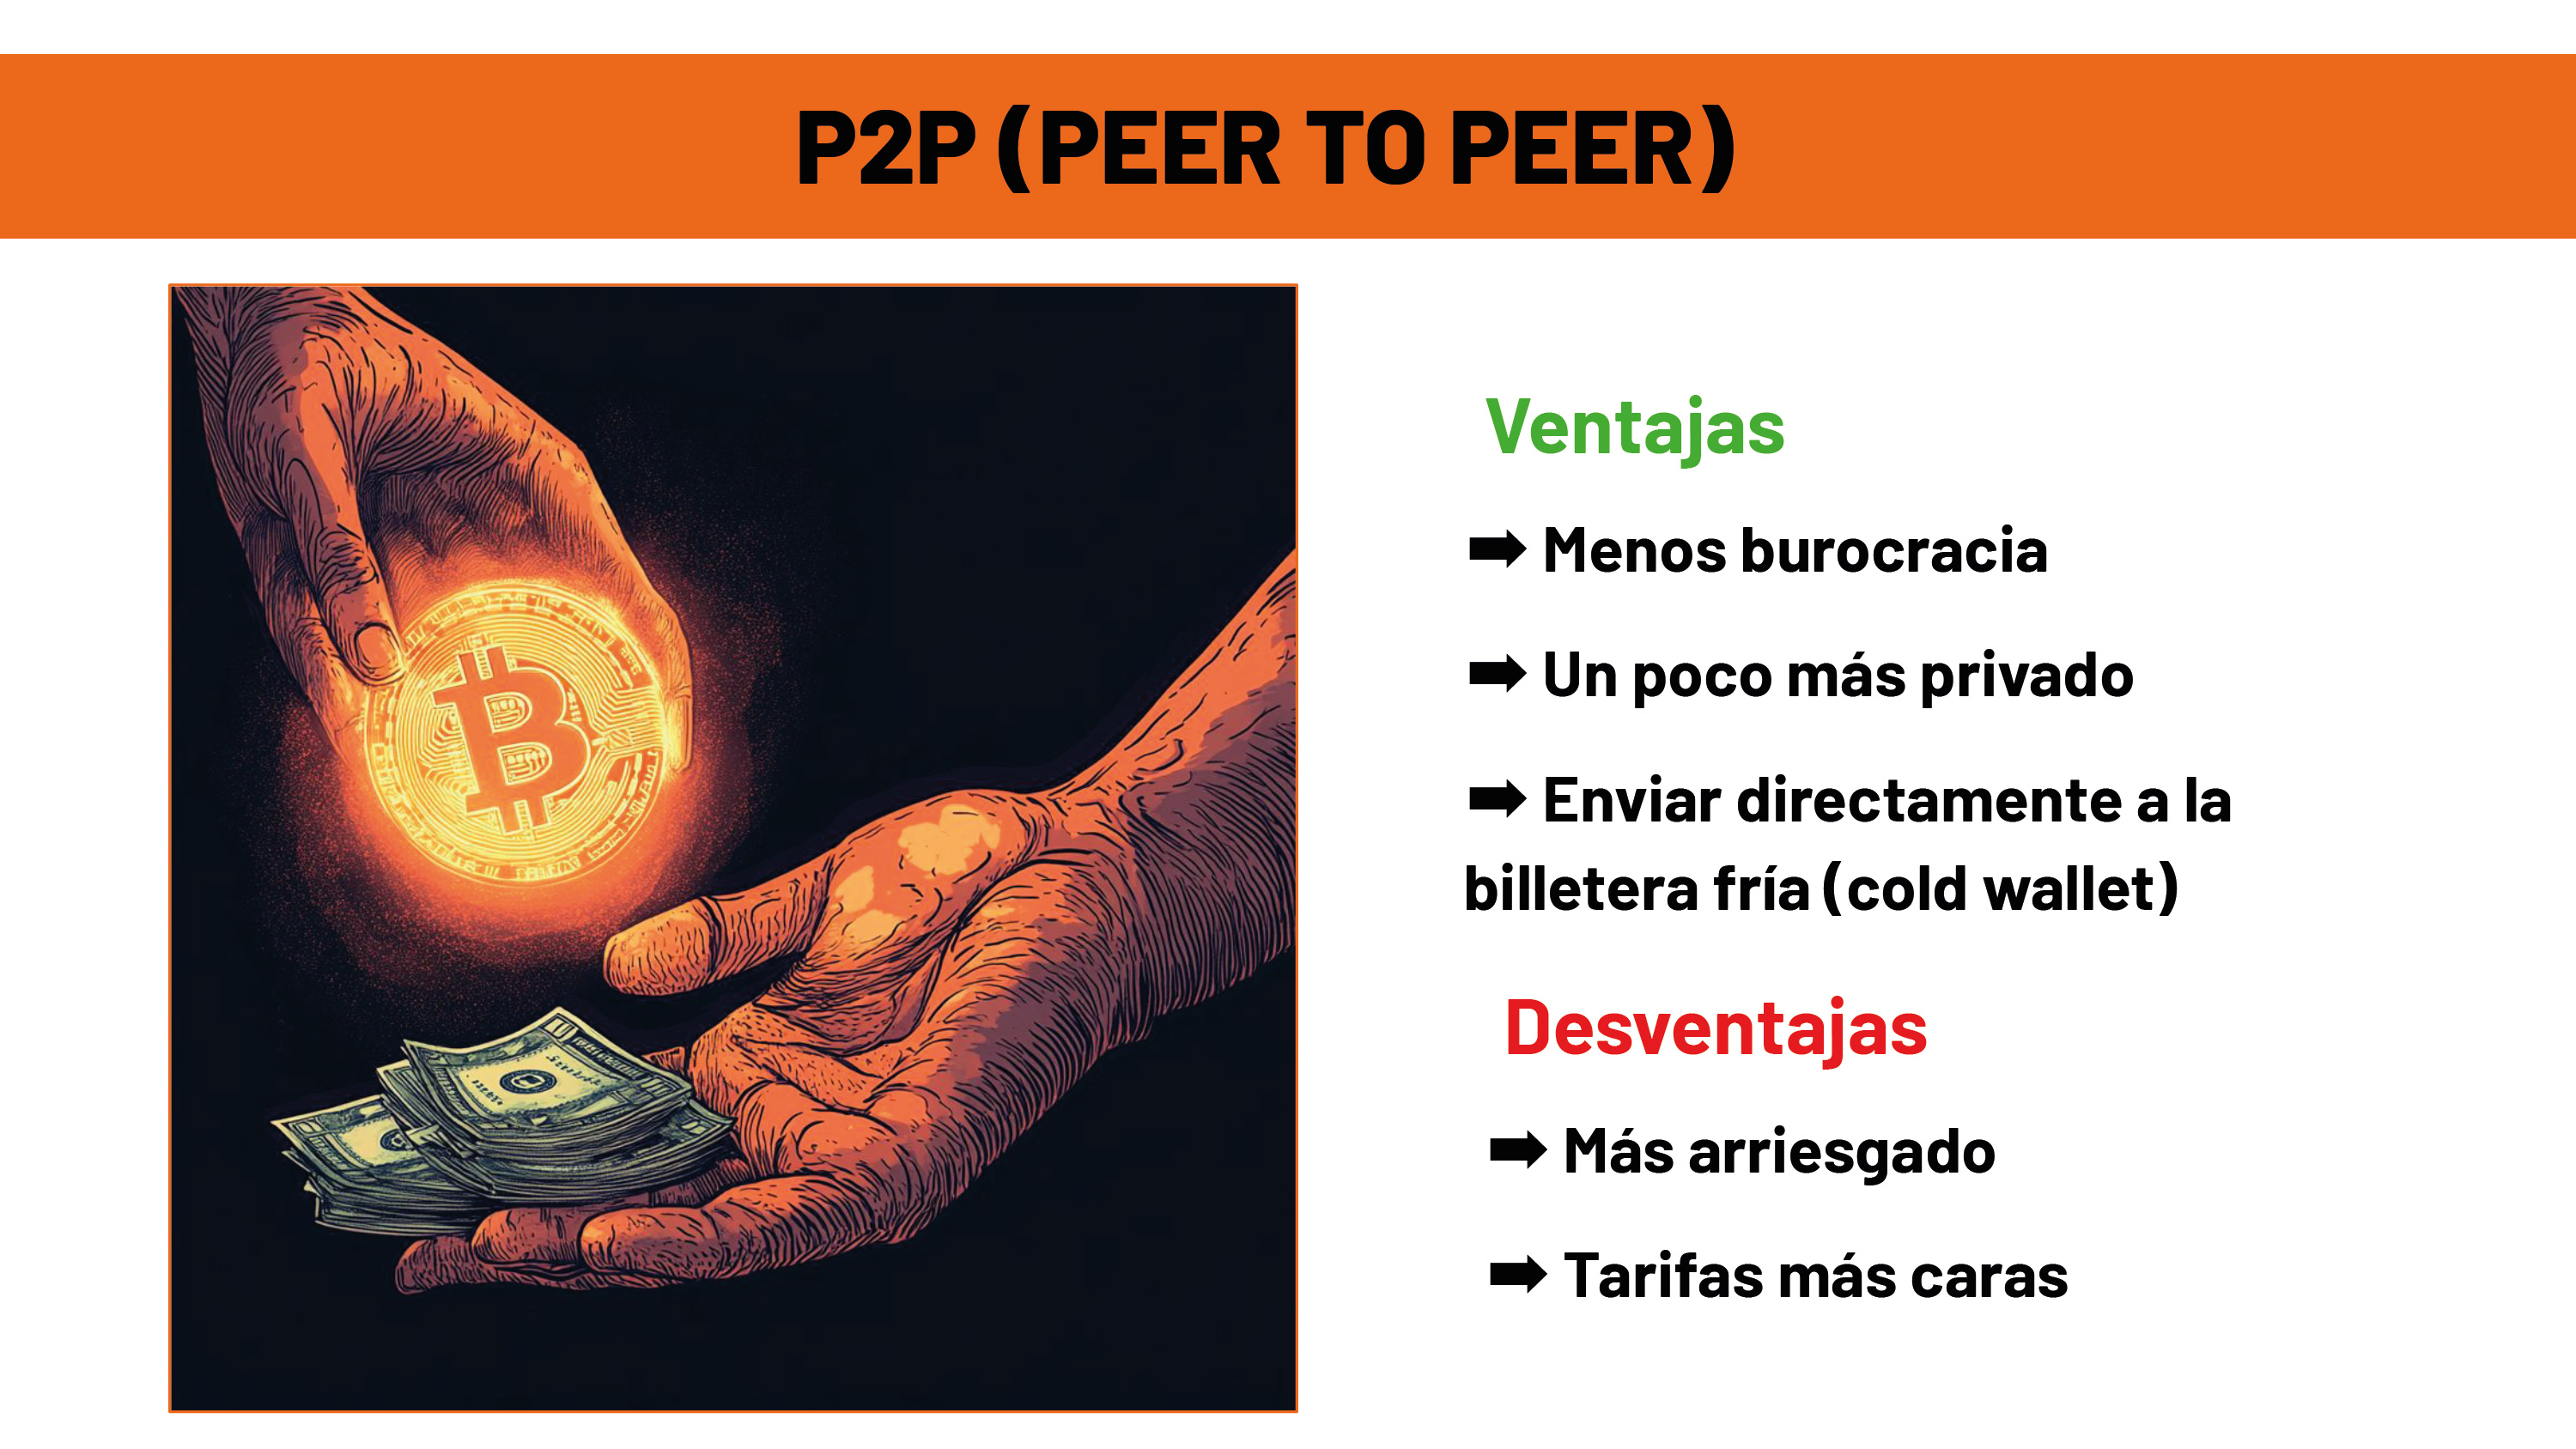 P2P (PEER TO PEER)
Ventajas
➡ Menos burocracia
➡ Un poco más privado
➡ Enviar directamente a la
billetera fría (cold wallet)
Desventajas
➡ Más arriesgado
➡ Tarifas más caras